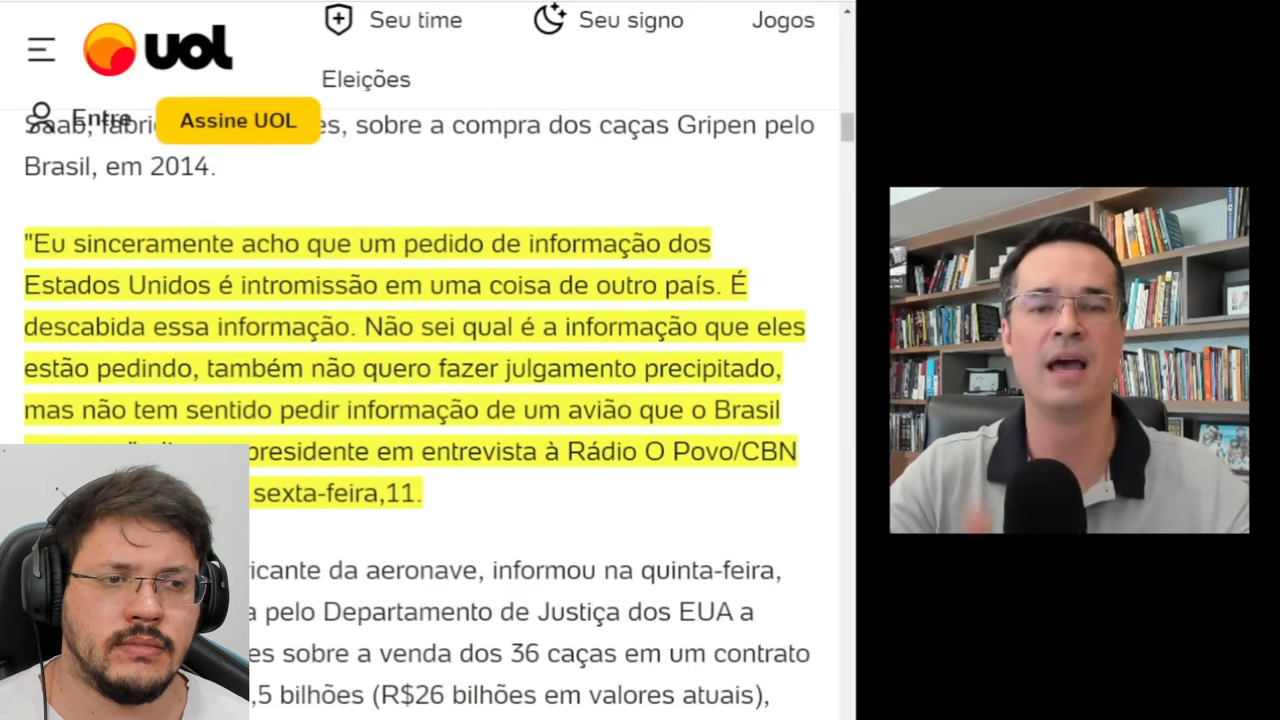 uol
Seu time
Seu signo
Jogos
Eleições
Entre
Assine UOL
Saab, fabri es, sobre a compra dos caças Gripen pelo
Brasil, em 2014.
"Eu sinceramente acho que um pedido de informação dos
Estados Unidos é intromissão em uma coisa de outro país. É
descabida essa informação. Não sei qual é a informação que eles
estão pedindo, também não quero fazer julgamento precipitado,
mas não tem sentido pedir informação de um avião que o Brasil
presidente em entrevista à Rádio O Povo/CBN
sexta-feira,11.
ricante da aeronave, informou na quinta-feira,
a pelo Departamento de Justiça dos EUA a
es sobre a venda dos 36 caças em um contrato
,5 bilhões (R$26 bilhões em valores atuais),